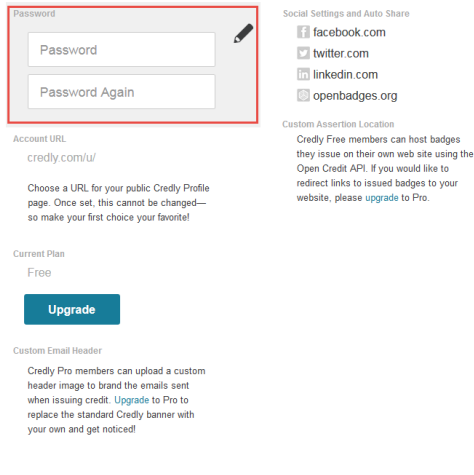 Password
Password
Password Again
Account URL
credly.com/u/
Choose a URL for your public Credly Profile
page. Once set, this cannot be changed—
so make your first choice your favorite!
Current Plan
Free
Upgrade
Custom Email Header
Credly Pro members can upload a custom
header image to brand the emails sent
when issuing credit. Upgrade to Pro to
replace the standard Credly banner with
your own and get noticed!
Social Settings and Auto Share
facebook.com
twitter.com
linkedin.com
openbadges.org
Custom Assertion Location
Credly Free members can host badges
they issue on their own web site using the
Open Credit API. If you would like to
redirect links to issued badges to your
website, please upgrade to Pro.